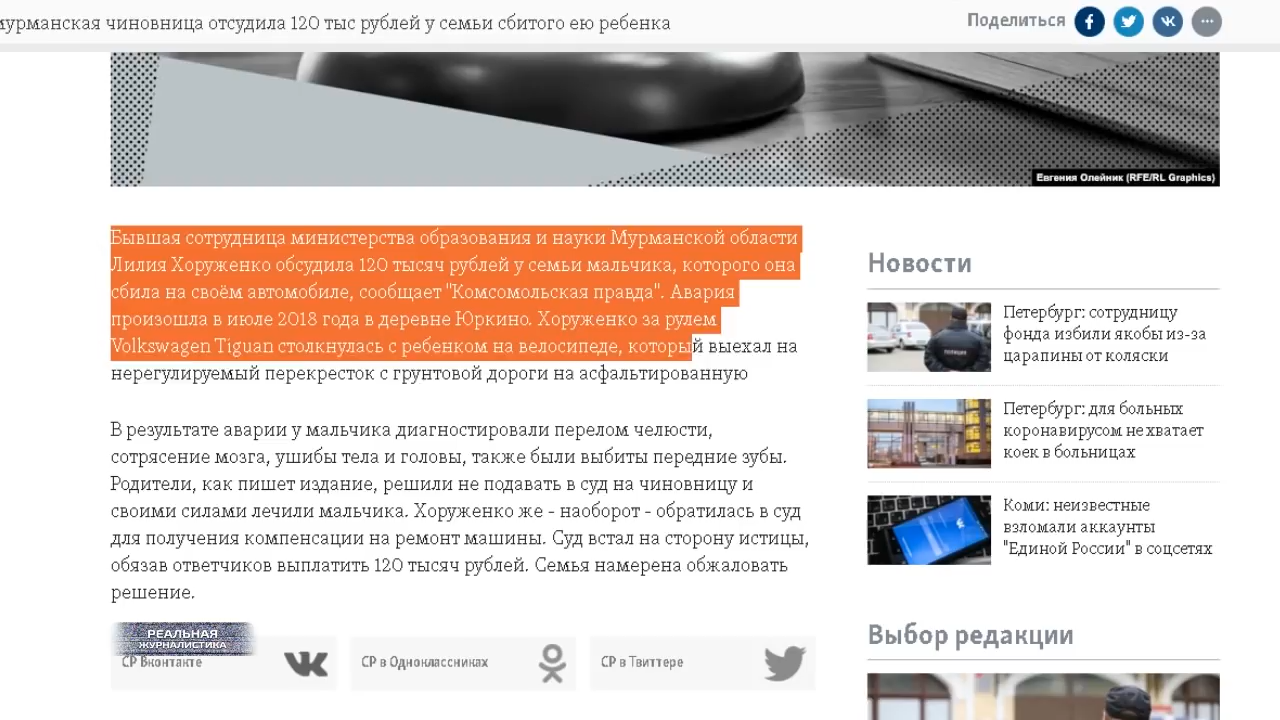 мурманская чиновница отсудила 120 тыс рублей у семьи сбитого ею ребенка
Поделиться
Евгения Олейник (RFE/RL Graphics)
Бывшая сотрудница министерства образования и науки Мурманской области
Лилия Хоруженко обсудила 120 тысяч рублей у семьи мальчика, которого она
сбила на своём автомобиле, сообщает "Комсомольская правда". Авария
произошла в июле 2018 года в деревне Юркино. Хоруженко за рулем
Volkswagen Tiguan столкнулась с ребенком на велосипеде, который выехал на
нерегулируемый перекресток с грунтовой дороги на асфальтированную
В результате аварии у мальчика диагностировали перелом челюсти,
сотрясение мозга, ушибы тела и головы, также были выбиты передние зубы.
Родители, как пишет издание, решили не подавать в суд на чиновницу и
своими силами лечили мальчика. Хоруженко же - наоборот - обратилась в суд
для получения компенсации на ремонт машины. Суд встал на сторону истицы,
обязав ответчиков выплатить 120 тысяч рублей. Семья намерена обжаловать
решение.
РЕАЛЬНАЯ
ЖУРНАЛИСТИКА
СР Вконтакте
СР в Одноклассниках
СР в Твиттере
Новости
Петербург: сотрудницу
фонда избили якобы из-за
царапины от коляски
Петербург: для больных
коронавирусом не хватает
коек в больницах
Коми: неизвестные
взломали аккаунты
"Единой России" в соцсетях
Выбор редакции